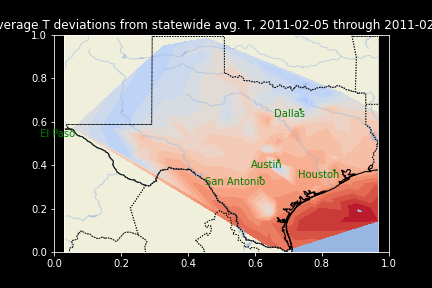 verage T deviations from statewide avg. T, 2011-02-05 through 2011-02
1.0
0.8
Dallas
0.6
El Paso
Austin
0.4
Houston
San Antonio
0.2
0.0
0.0 0.2 0.4 0.6 0.8 1.0